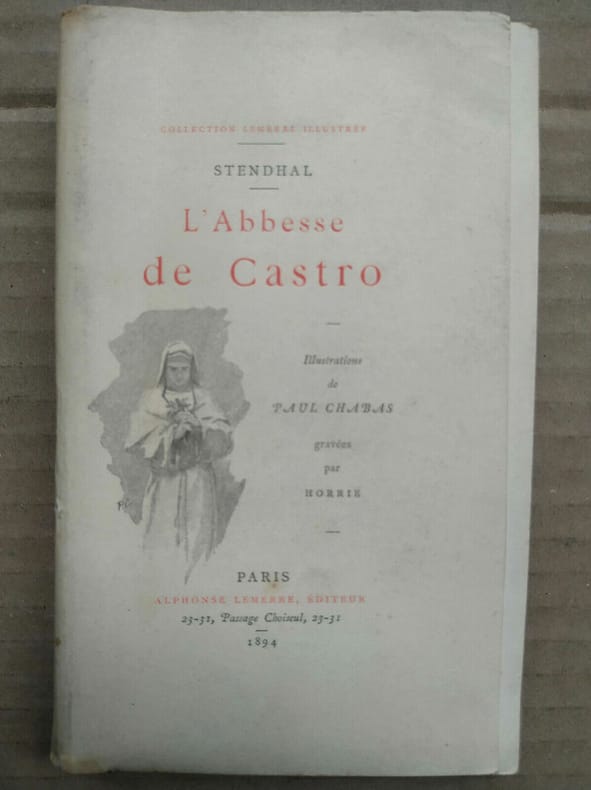 COLLECTION LEMERRE ILLUSTRÉE
STENDHAL
L'Abbesse
de Castro
Illustrations
de
PAUL CHABAS
gravées
par
HORRIE
PARIS
ALPHONSE LEMERRE, ÉDITEUR
23-31, Passage Choiseul, 23-31
1894